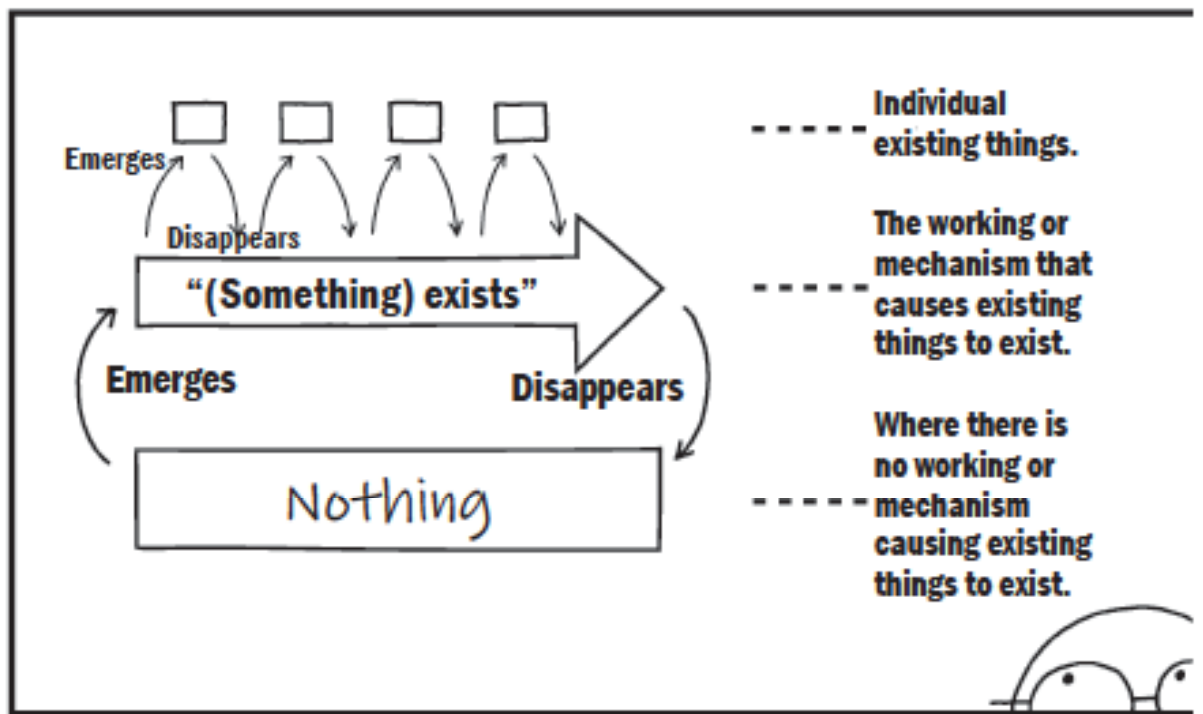 Individual
existing things.
Emerges
Disappears
The working or
mechanism that
causes existing
things to exist.
“(Something) exists”
Emerges
Disappears
Where there is
no working or
mechanism
causing existing
things to exist.
Nothing